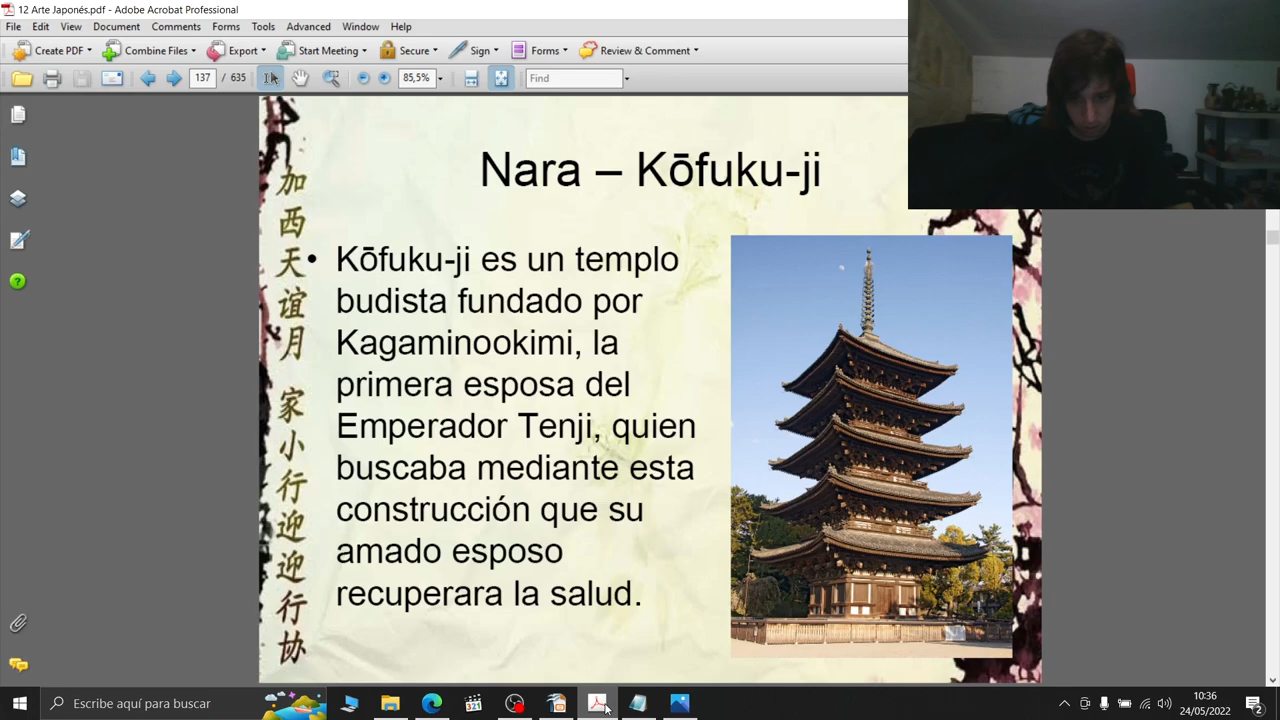 12 Arte Japonés.pdf - Adobe Acrobat Professional
File Edit View Document Comments Forms Tools Advanced Window Help
Create PDF Combine Files Export Start Meeting Secure Sign Forms Review & Comment
137 / 635 85,5% Find
Nara – Kōfuku-ji
• Kōfuku-ji es un templo
budista fundado por
Kagaminookimi, la
primera esposa del
Emperador Tenji, quien
buscaba mediante esta
construcción que su
amado esposo
recuperara la salud.
加
西
天
谊
月
家
小
行
迎
迎
行
协
Escribe aquí para buscar
321
10:36
24/05/2022
2